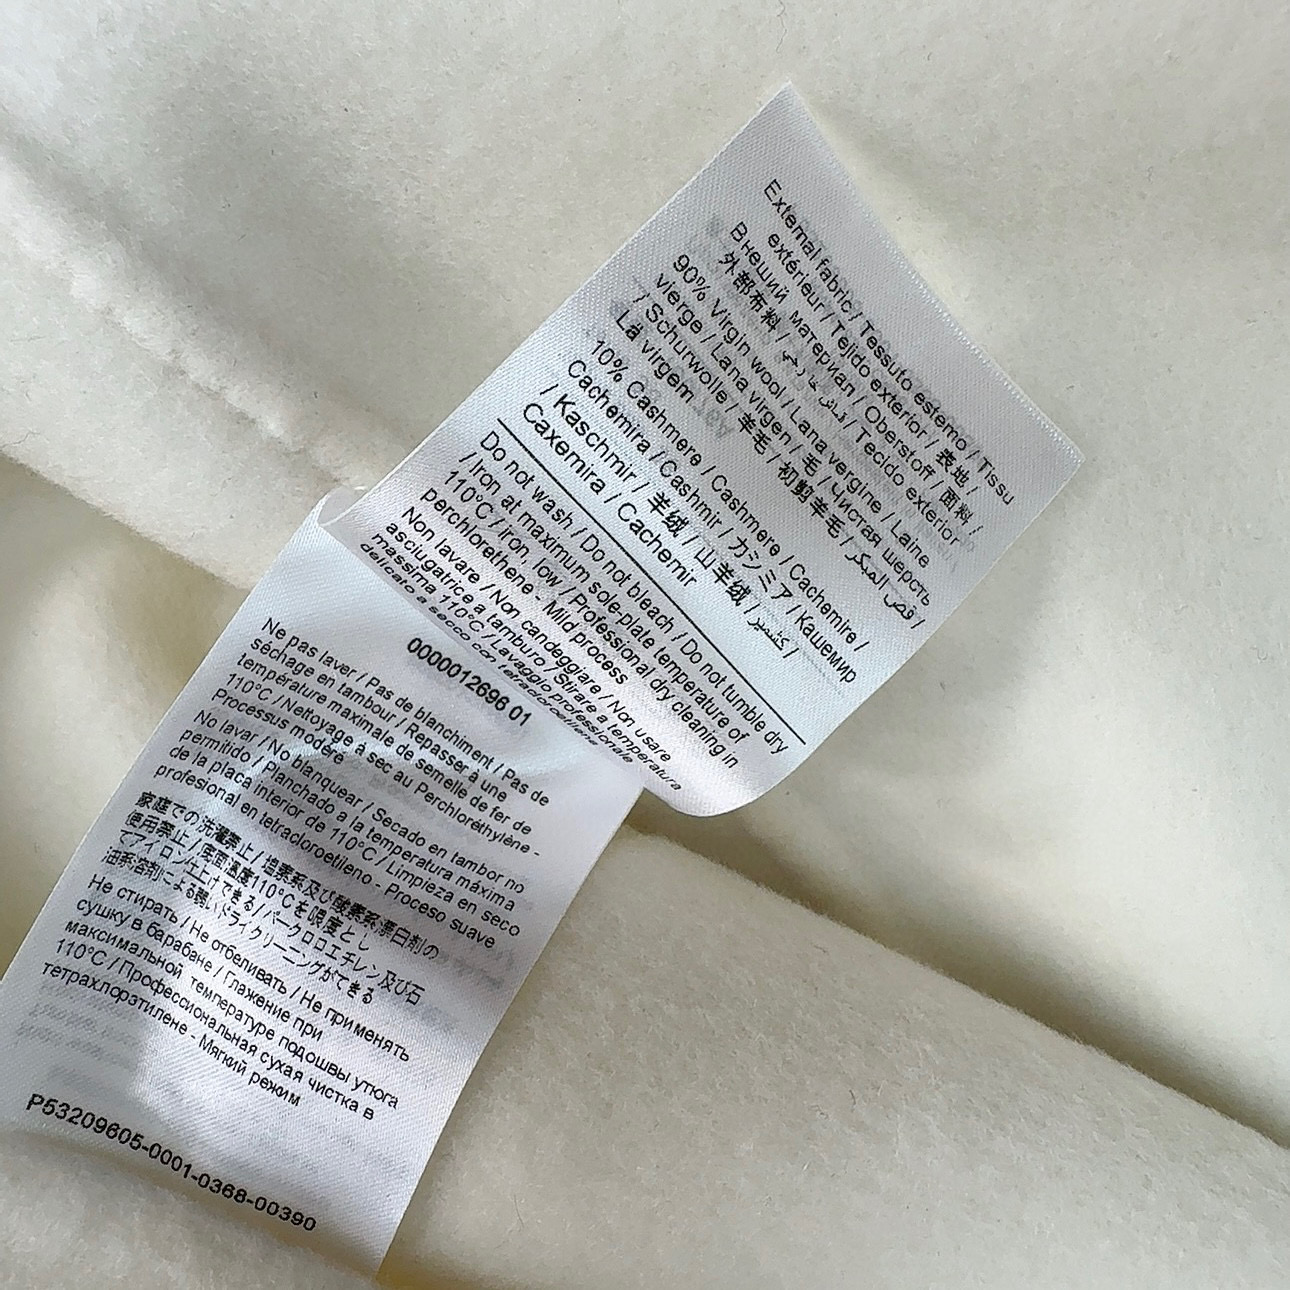 External fabric / Tessuto esterno / Tissu
extérieur / Tejido exterior / 表地 /
Внешний материал / Oberstoff / 面料 /
外部布料 / قماش خارجي / Tecido exterior
90% Virgin wool / Lana vergine / Laine
vierge / Lana virgen / 毛 / Чистая шерсть
/ Schurwolle / 羊毛 / 初剪羊毛 / قص المبكر /
Lã virgem
10% Cashmere / Cashmere / Cachemire /
Cachemira / Cashmir / カシミア / Кашемир
/ Kaschmir / 羊绒 / 山羊绒 / كشمير /
Caxemira / Cachemir
Do not wash / Do not bleach / Do not tumble dry
/ Iron at maximum sole-plate temperature of
110°C / Iron, low / Professional dry cleaning in
perchlorethene - Mild process
Non lavare / Non candeggiare / Non usare
asciugatrice a tamburo / Stirare a temperatura
massima 110°C / Lavaggio professionale
delicato a secco con tetracloroetilene
0000012696 01
Ne pas laver / Pas de blanchiment / Pas de
séchage en tambour / Repasser à une
température maximale de semelle de fer de
110°C / Nettoyage à sec au Perchloréthylène -
Processus modéré
No lavar / No blanquear / Secado en tambor no
permitido / Planchado a la temperatura máxima
de la placa interior de 110°C / Limpieza en seco
profesional en tetracloroetileno - Proceso suave
家庭での洗濯禁止 / 塩素系及び酸素系漂白剤の
使用禁止 / 底面温度110°Cを限度とし
てアイロン仕上げできる / パークロロエチレン及び石
油系溶剤による弱いドライクリーニングができる
Не стирать / Не отбеливать / Не применять
сушку в барабане / Глажение при
максимальной температуре подошвы утюга
110°C / Профессиональная сухая чистка в
тетрахлорэтилене - Мягкий режим
P53209605-0001-0368-00390